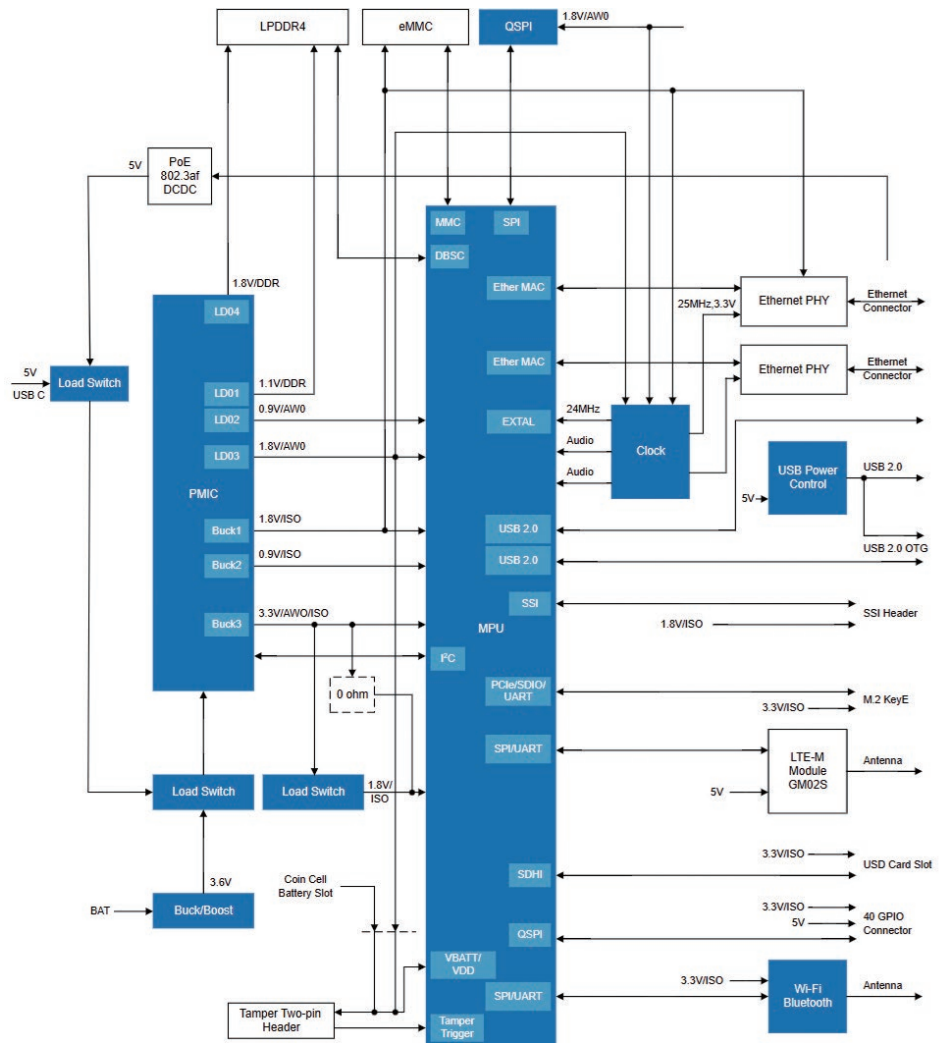 LPDDR4
eMMC
QSPI
1.8V/AW0
5V
PoE
802.3af
DCDC
MMC
SPI
DBSC
1.8V/DDR
Ether MAC
25MHz,3.3V
Ethernet PHY
Ethernet
Connector
LD04
5V
USB C
Load Switch
Ether MAC
Ethernet PHY
Ethernet
Connector
1.1V/DDR
LD01
0.9V/AW0
LD02
EXTAL
24MHz
Audio
Clock
1.8V/AW0
LD03
Audio
USB Power
Control
USB 2.0
5V
PMIC
1.8V/ISO
Buck1
USB 2.0
USB 2.0 OTG
0.9V/ISO
Buck2
USB 2.0
SSI
SSI Header
3.3V/AWO/ISO
Buck3
MPU
1.8V/ISO
I²C
0 ohm
PCIe/SDIO/
UART
M.2 KeyE
3.3V/ISO
SPI/UART
LTE-M
Module
GM02S
Antenna
5V
Load Switch
Load Switch
1.8V/
ISO
3.3V/ISO
SDHI
USD Card Slot
3.6V
Coin Cell
Battery Slot
BAT
Buck/Boost
3.3V/ISO
5V
40 GPIO
Connector
QSPI
VBATT/
VDD
3.3V/ISO
SPI/UART
Wi-Fi
Bluetooth
Antenna
Tamper Two-pin
Header
Tamper
Trigger